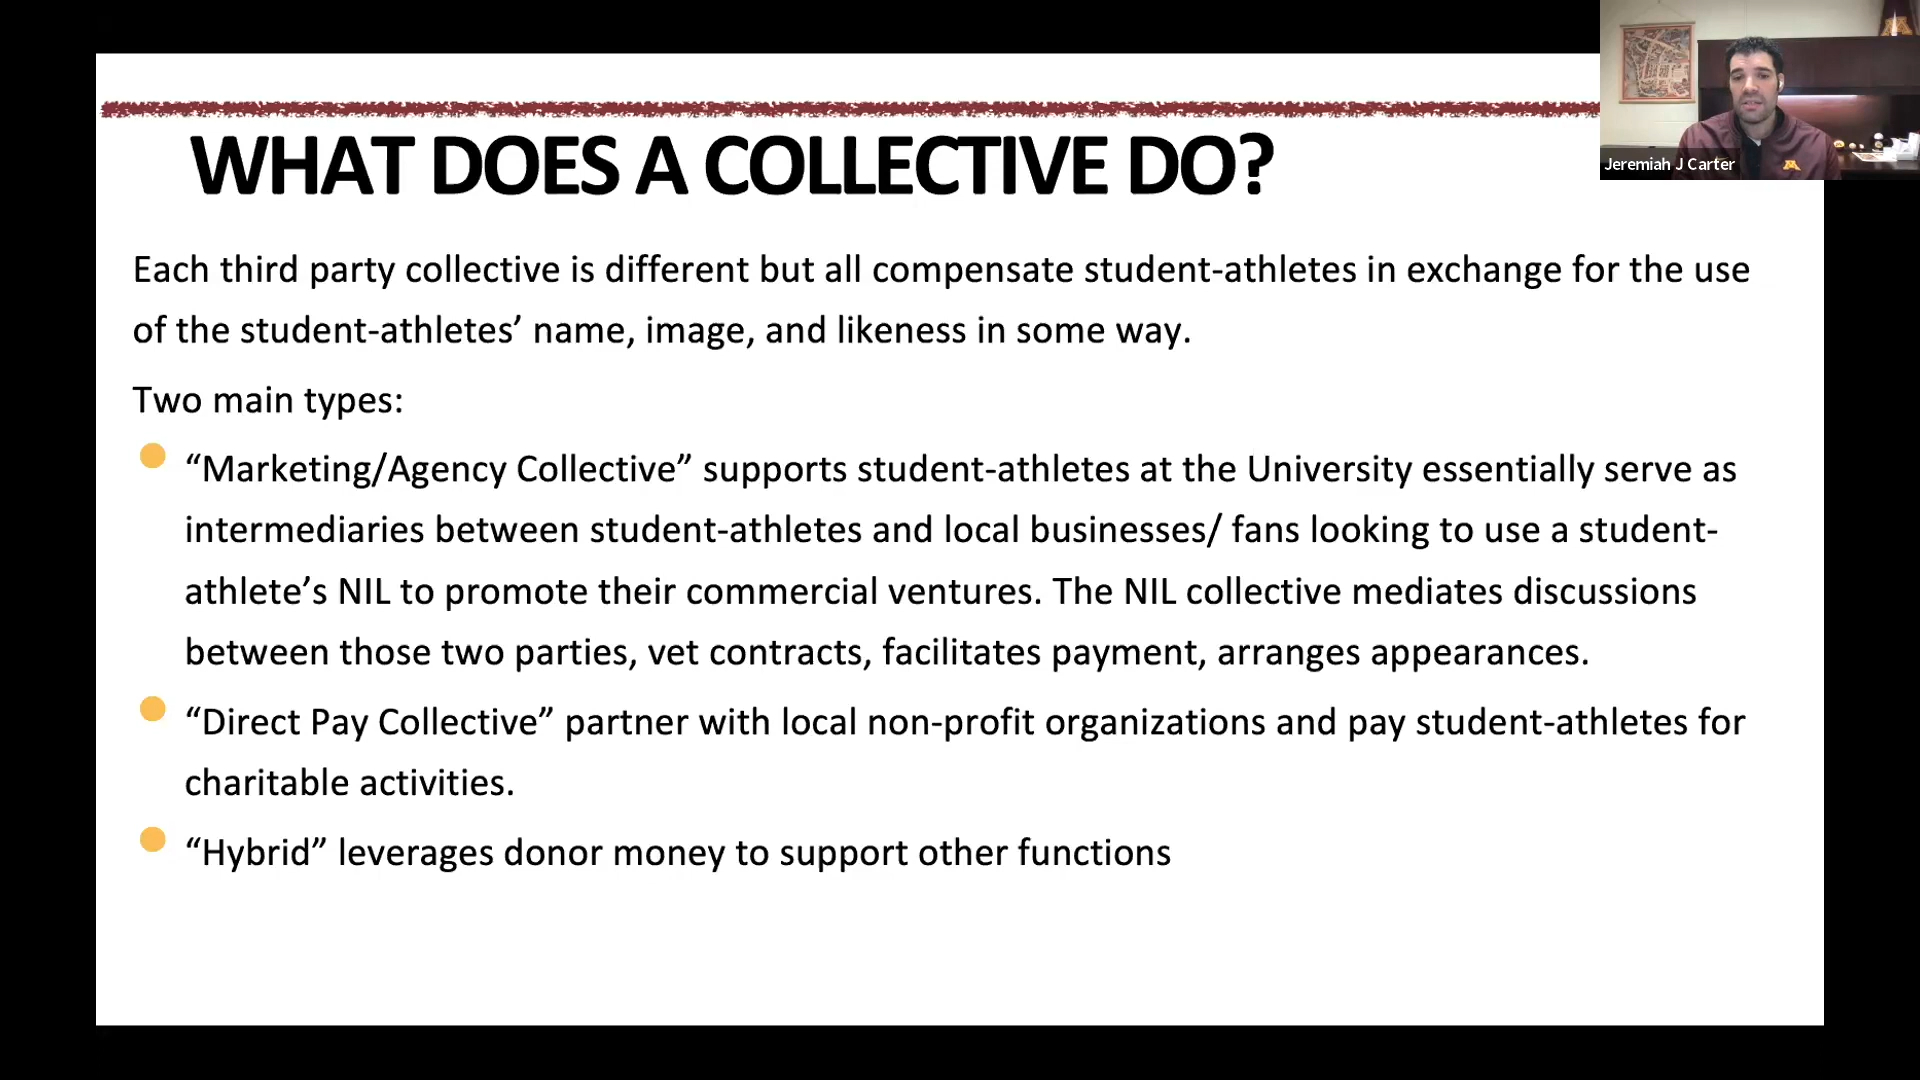 WHAT DOES A COLLECTIVE DO?
Jeremiah J Carter
Each third party collective is different but all compensate student-athletes in exchange for the use
of the student-athletes’ name, image, and likeness in some way.
Two main types:
“Marketing/Agency Collective” supports student-athletes at the University essentially serve as
intermediaries between student-athletes and local businesses/ fans looking to use a student-
athlete’s NIL to promote their commercial ventures. The NIL collective mediates discussions
between those two parties, vet contracts, facilitates payment, arranges appearances.
“Direct Pay Collective” partner with local non-profit organizations and pay student-athletes for
charitable activities.
“Hybrid” leverages donor money to support other functions